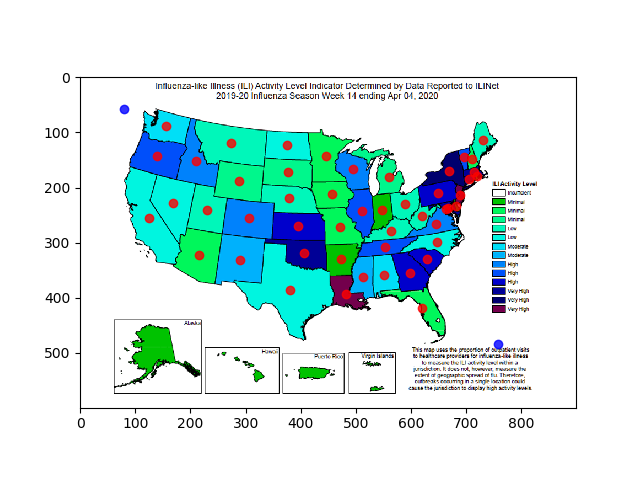 Influenza-like Illness (ILI) Activity Level Indicator Determined by Data Reported to ILINet
2019-20 Influenza Season Week 14 ending Apr 04, 2020
0
100
200
300
400
500
0
100
200
300
400
500
600
700
800
ILI Activity Level
Insufficient
Minimal
Minimal
Minimal
Low
Low
Moderate
Moderate
High
High
High
Very High
Very High
Very High
Alaska
Hawaii
Puerto Rico
Virgin Islands
This map uses the proportion of outpatient visits
to healthcare providers for influenza-like illness
to measure the ILI activity level within a
jurisdiction. It does not, however, measure the
extent of geographic spread of flu. Therefore,
outbreaks occurring in a single location could
cause the jurisdiction to display high activity levels.